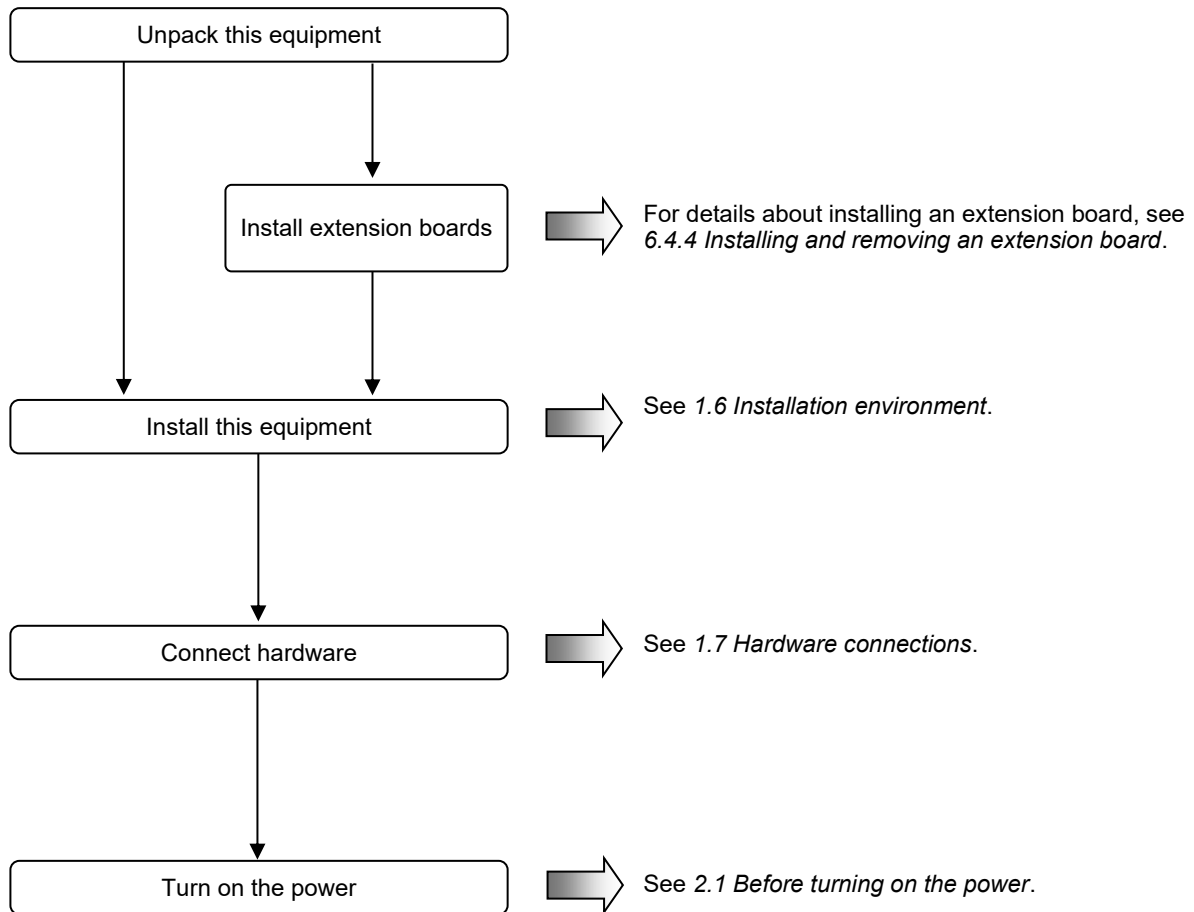 Unpack this equipment
Install extension boards
For details about installing an extension board, see
6.4.4 Installing and removing an extension board.
Install this equipment
See 1.6 Installation environment.
Connect hardware
See 1.7 Hardware connections.
Turn on the power
See 2.1 Before turning on the power.